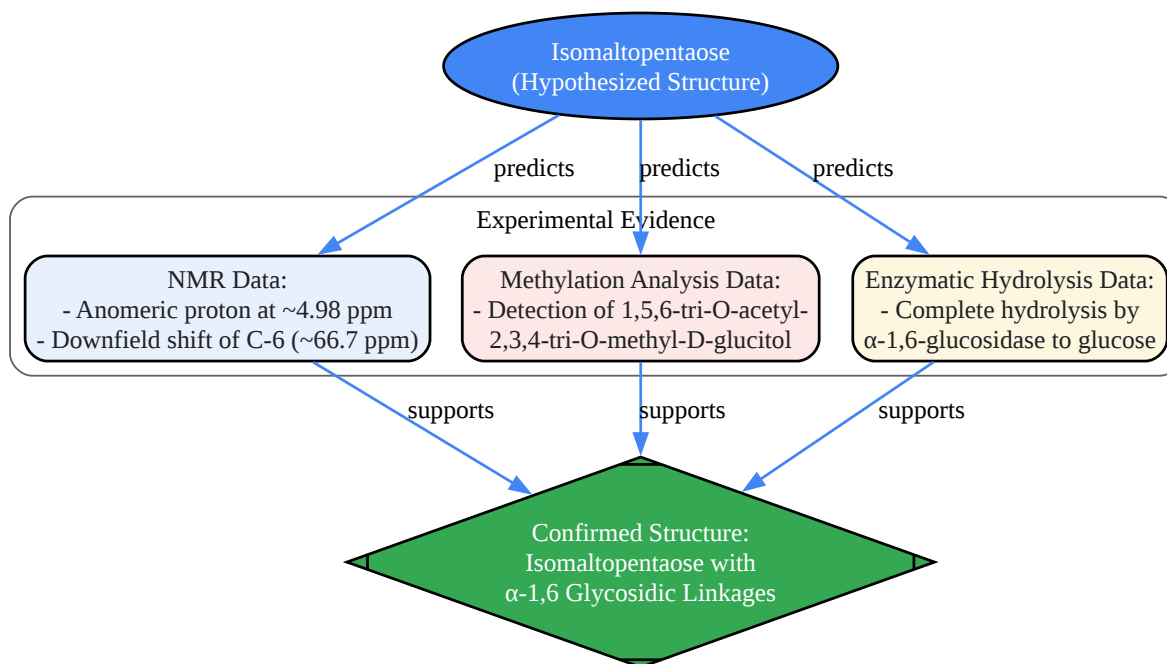 Isomaltopentaose
(Hypothesized Structure)
predicts
predicts
predicts
Experimental Evidence
NMR Data:
- Anomeric proton at ~4.98 ppm
- Downfield shift of C-6 (~66.7 ppm)
Methylation Analysis Data:
- Detection of 1,5,6-tri-O-acetyl-
2,3,4-tri-O-methyl-D-glucitol
Enzymatic Hydrolysis Data:
- Complete hydrolysis by
α-1,6-glucosidase to glucose
supports
supports
supports
Confirmed Structure:
Isomaltopentaose with
α-1,6 Glycosidic Linkages